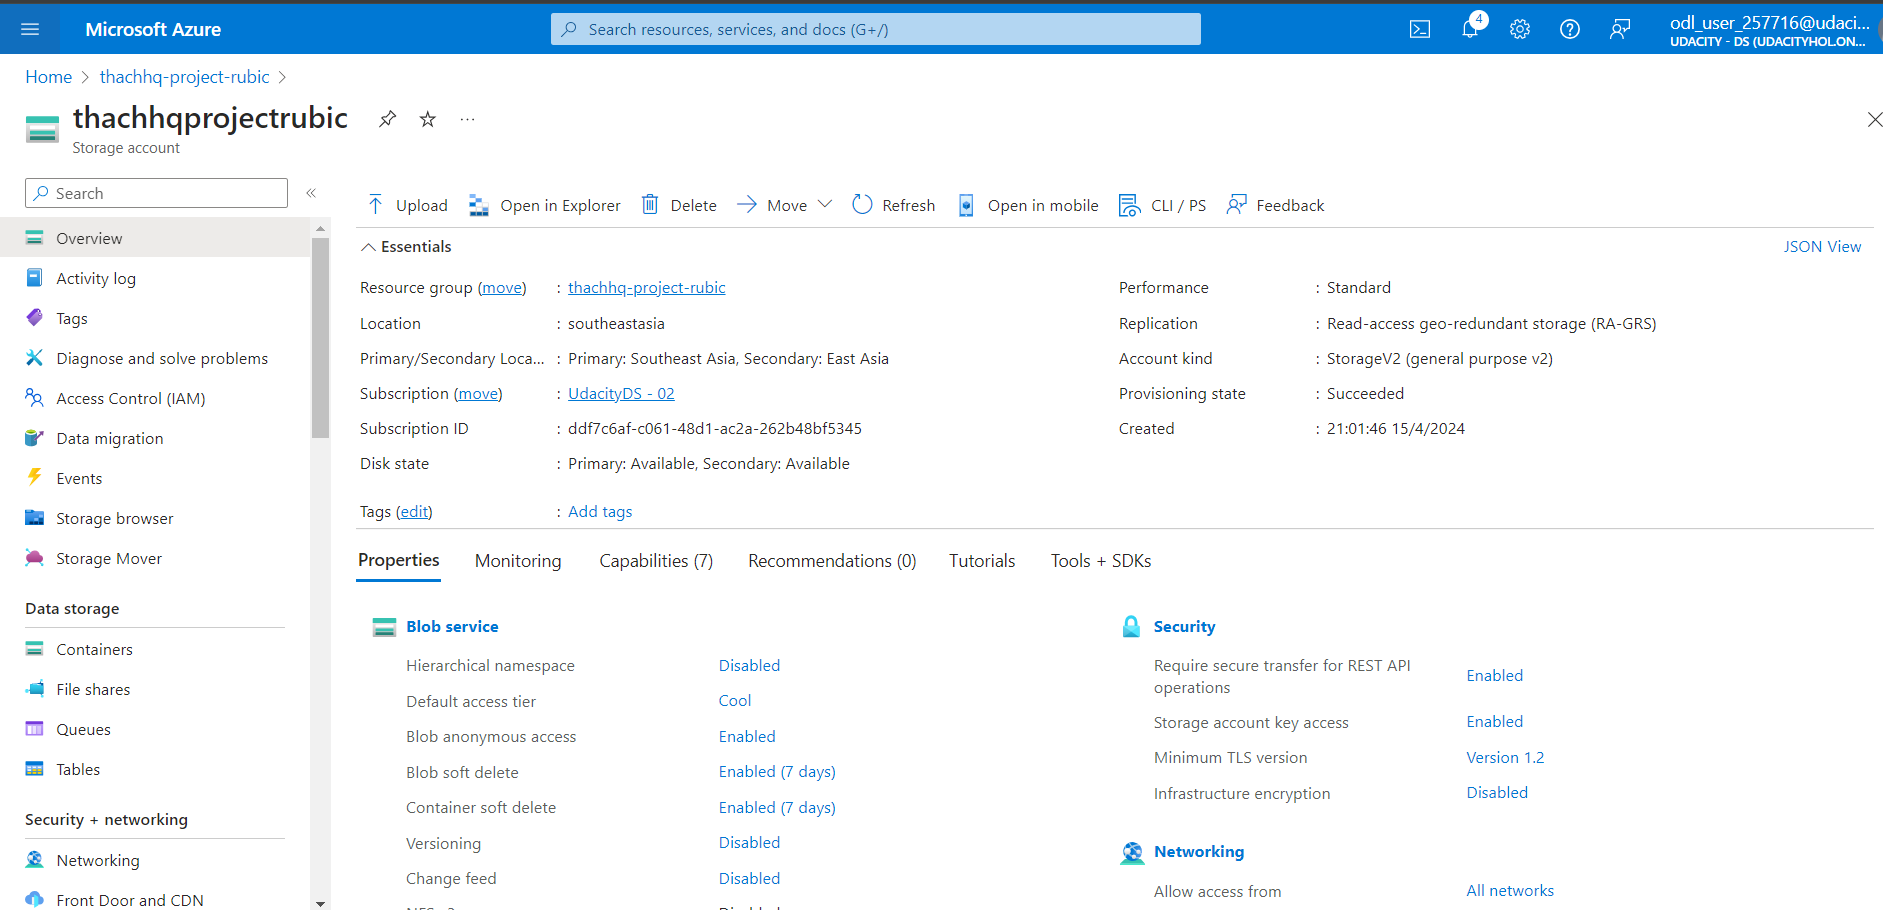 Microsoft Azure
Search resources, services, and docs (G+/)
4
odl_user_257716@udaci...
UDACITY - DS (UDACITYHOL.ON...
Home > thachhq-project-rubic >
thachhqprojectrubic
Storage account
Search
Overview
Activity log
Tags
Diagnose and solve problems
Access Control (IAM)
Data migration
Events
Storage browser
Storage Mover
Data storage
Containers
File shares
Queues
Tables
Security + networking
Networking
Front Door and CDN
Upload Open in Explorer Delete Move Refresh Open in mobile CLI / PS Feedback
Essentials
JSON View
Resource group (move) : thachhq-project-rubic
Location : southeastasia
Primary/Secondary Loca... : Primary: Southeast Asia, Secondary: East Asia
Subscription (move) : UdacityDS - 02
Subscription ID : ddf7c6af-c061-48d1-ac2a-262b48bf5345
Disk state : Primary: Available, Secondary: Available
Performance : Standard
Replication : Read-access geo-redundant storage (RA-GRS)
Account kind : StorageV2 (general purpose v2)
Provisioning state : Succeeded
Created : 21:01:46 15/4/2024
Tags (edit) : Add tags
Properties Monitoring Capabilities (7) Recommendations (0) Tutorials Tools + SDKs
Blob service
Hierarchical namespace Disabled
Default access tier Cool
Blob anonymous access Enabled
Blob soft delete Enabled (7 days)
Container soft delete Enabled (7 days)
Versioning Disabled
Change feed Disabled
Security
Require secure transfer for REST API
operations Enabled
Storage account key access Enabled
Minimum TLS version Version 1.2
Infrastructure encryption Disabled
Networking
Allow access from All networks